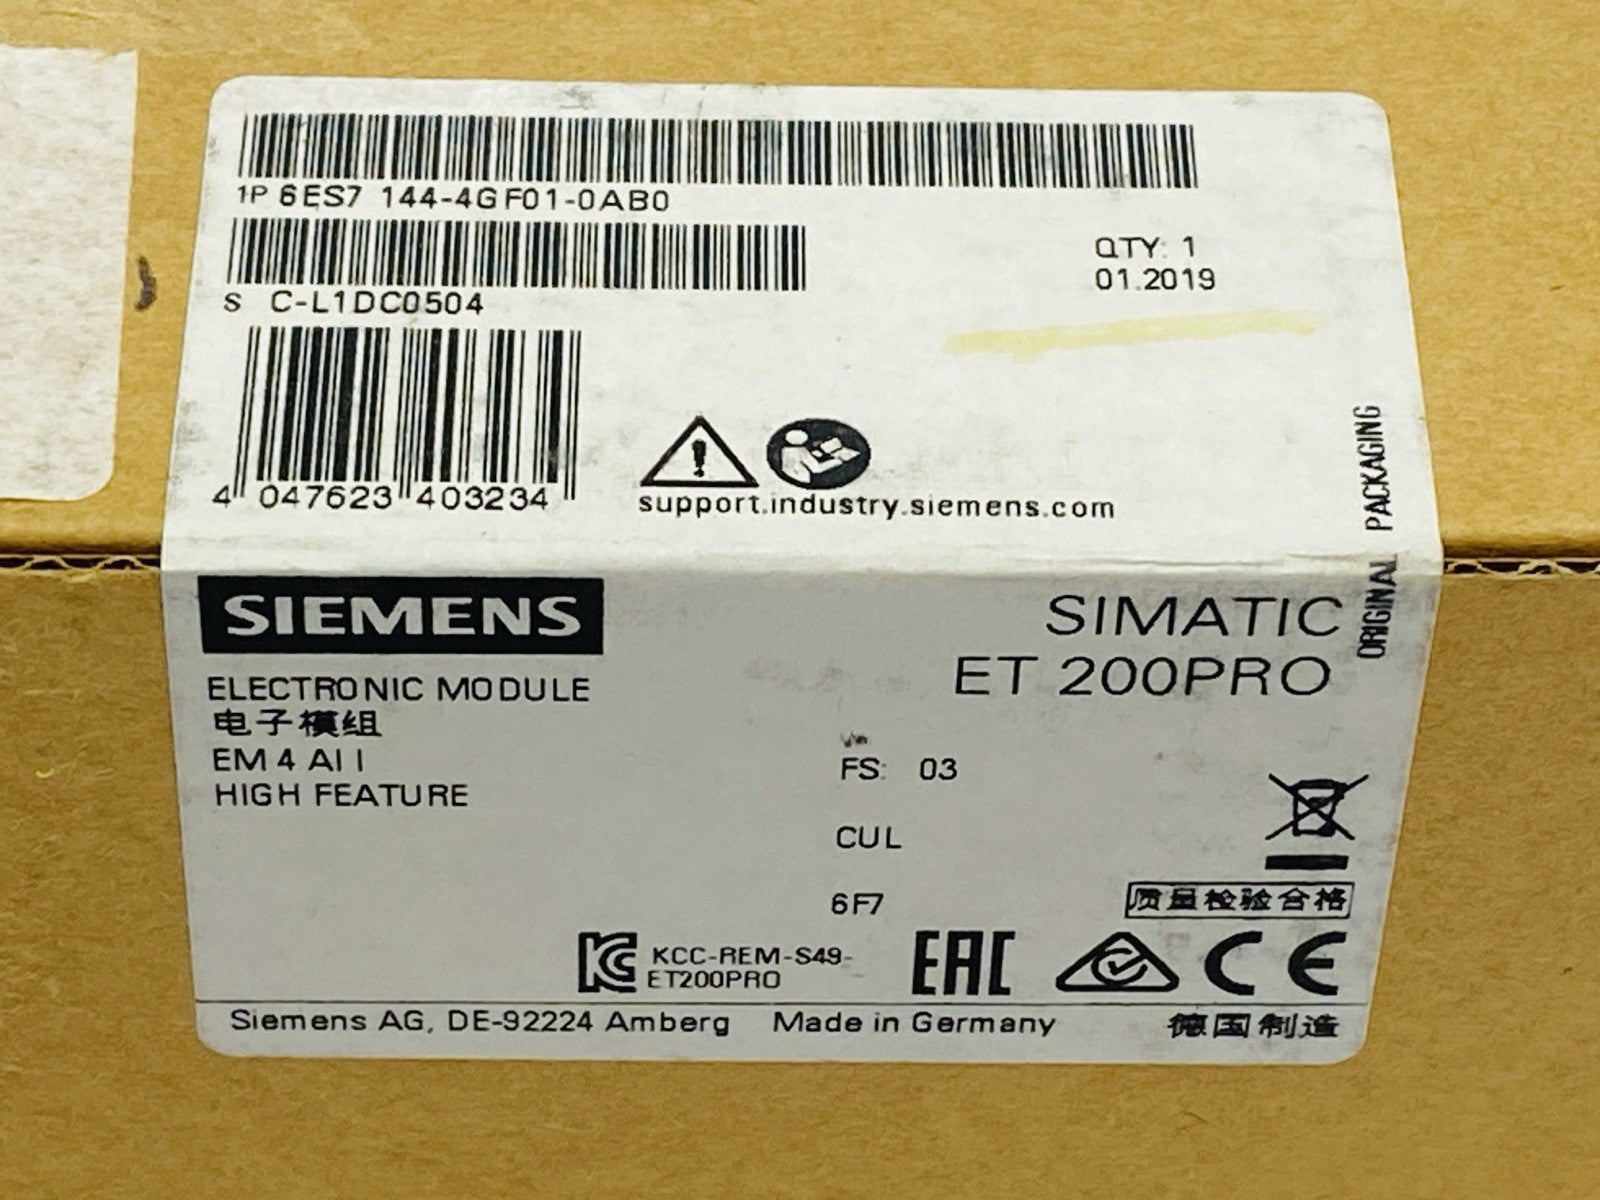 1P 6ES7 144-4GF01-0AB0
S C-L1DC0504
QTY: 1
01.2019
4 047623 403234
support.industry.siemens.com
ORIGINAL PACKAGING
SIEMENS
SIMATIC
ET 200PRO
ELECTRONIC MODULE
电子模组
EM 4 AI I
HIGH FEATURE
FS: 03
CUL
6F7
质量检验合格
KCC-REM-S49-
ET200PRO
EAC
CE
Siemens AG, DE-92224 Amberg Made in Germany 德国制造